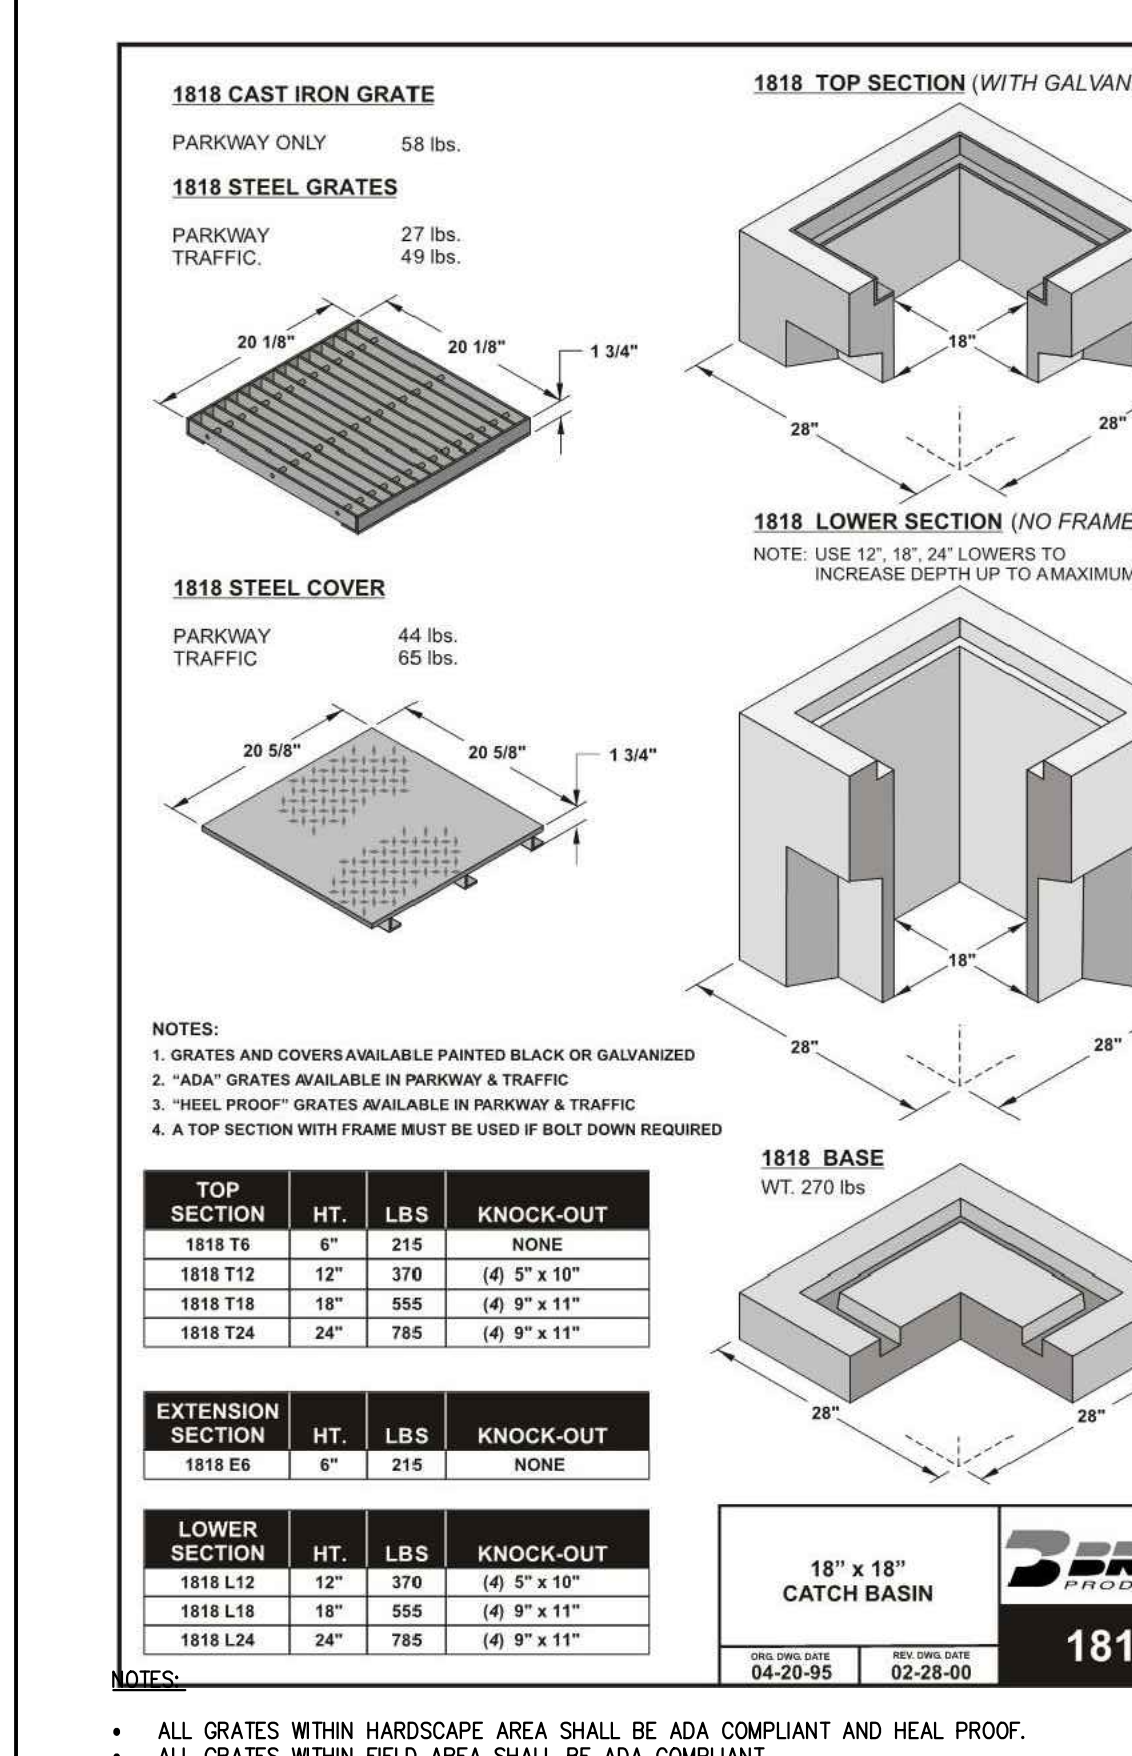 1818 CAST IRON GRATE
PARKWAY ONLY 58 lbs.
1818 STEEL GRATES
PARKWAY 27 lbs.
TRAFFIC. 49 lbs.
20 1/8"
20 1/8"
1 3/4"
1818 STEEL COVER
PARKWAY 44 lbs.
TRAFFIC 65 lbs.
20 5/8"
20 5/8"
1 3/4"
NOTES:
1. GRATES AND COVERS AVAILABLE PAINTED BLACK OR GALVANIZED
2. “ADA” GRATES AVAILABLE IN PARKWAY & TRAFFIC
3. “HEEL PROOF” GRATES AVAILABLE IN PARKWAY & TRAFFIC
4. A TOP SECTION WITH FRAME MUST BE USED IF BOLT DOWN REQUIRED
TOP
SECTION HT. LBS KNOCK-OUT
1818 T6 6" 215 NONE
1818 T12 12" 370 (4) 5" x 10"
1818 T18 18" 555 (4) 9" x 11"
1818 T24 24" 785 (4) 9" x 11"
EXTENSION
SECTION HT. LBS KNOCK-OUT
1818 E6 6" 215 NONE
LOWER
SECTION HT. LBS KNOCK-OUT
1818 L12 12" 370 (4) 5" x 10"
1818 L18 18" 555 (4) 9" x 11"
1818 L24 24" 785 (4) 9" x 11"
1818 TOP SECTION (WITH GALVAN
18"
28"
28"
1818 LOWER SECTION (NO FRAME
NOTE: USE 12”, 18”, 24” LOWERS TO
INCREASE DEPTH UP TO A MAXIMUM
18"
28"
28"
1818 BASE
WT. 270 lbs
28"
28"
18” x 18”
CATCH BASIN
ORG. DWG. DATE
04-20-95
REV. DWG. DATE
02-28-00
PROD
181
NOTES:
• ALL GRATES WITHIN HARDSCAPE AREA SHALL BE ADA COMPLIANT AND HEAL PROOF.
• ALL GRATES WITHIN FIELD AREA SHALL BE ADA COMPLIANT